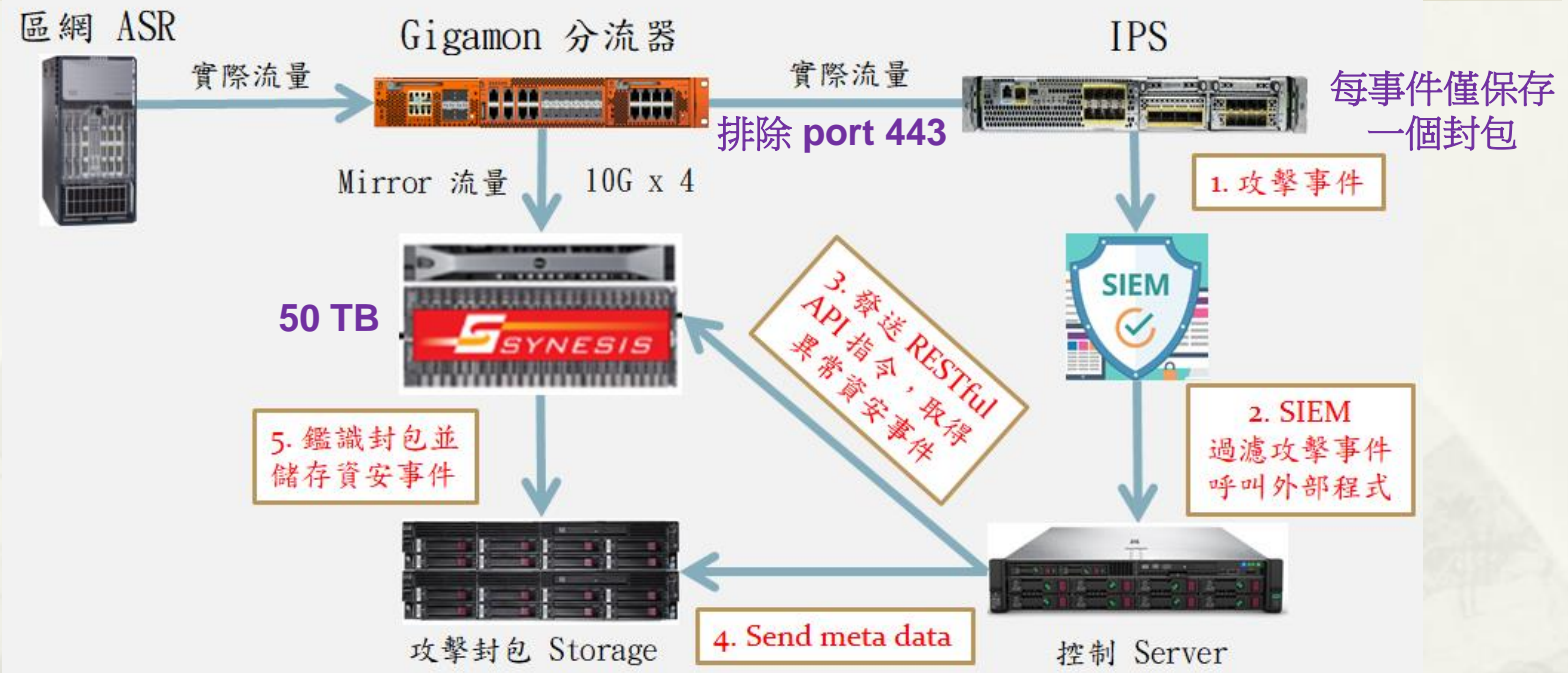 區網 ASR
Gigamon 分流器
IPS
實際流量
實際流量
排除 port 443
每事件僅保存
一個封包
Mirror 流量
10G x 4
1. 攻擊事件
50 TB
SYNESIS
3. 發送 RESTful
API 指令，取得
異常資安事件
SIEM
2. SIEM
過濾攻擊事件
呼叫外部程式
5. 鑑識封包並
儲存資安事件
4. Send meta data
攻擊封包 Storage
控制 Server